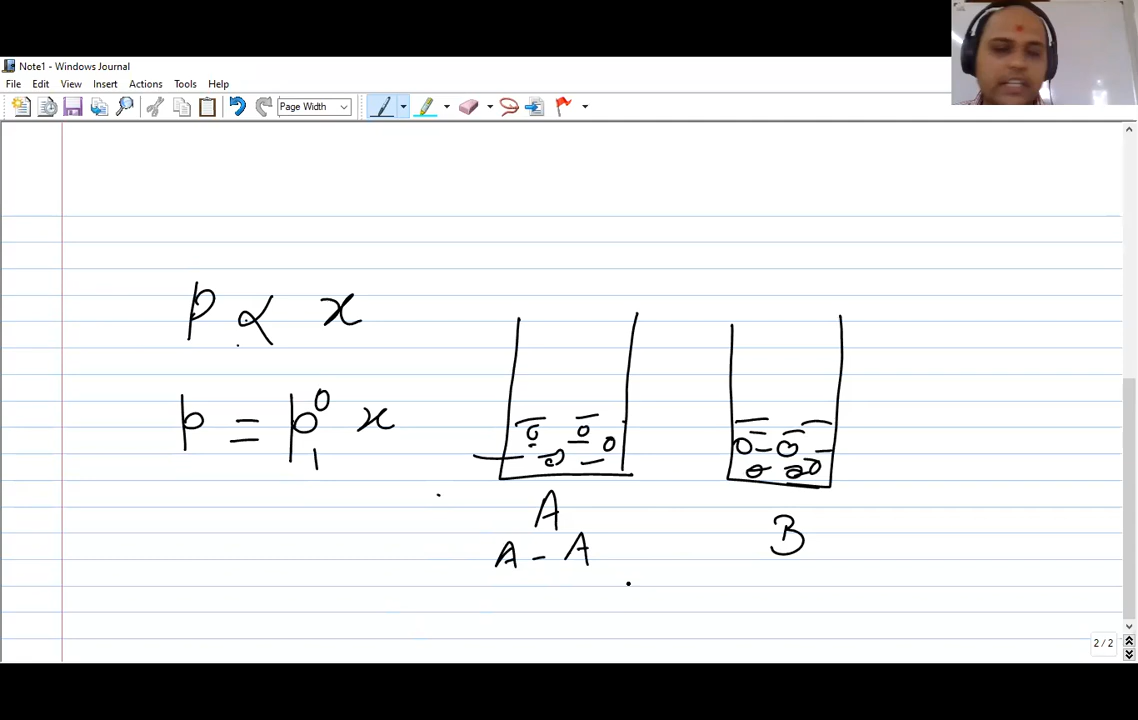 Note1 - Windows Journal
File Edit View Insert Actions Tools Help
Page Width
p ∝ x
p = p₁⁰ x
A
A - A
B
2 / 2